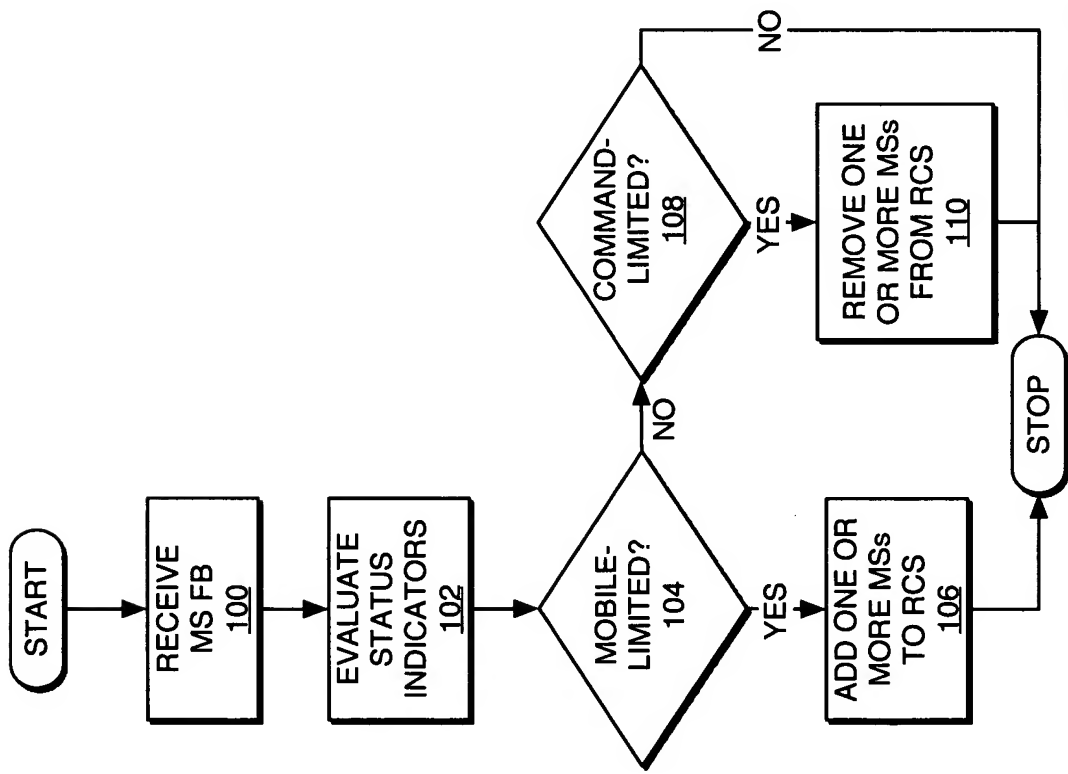 START
RECEIVE
MS FB
100
EVALUATE
STATUS
INDICATORS
102
MOBILE-
LIMITED?
104
YES
NO
ADD ONE OR
MORE MSs
TO RCS
106
COMMAND-
LIMITED?
108
YES
NO
REMOVE ONE
OR MORE MSs
FROM RCS
110
STOP